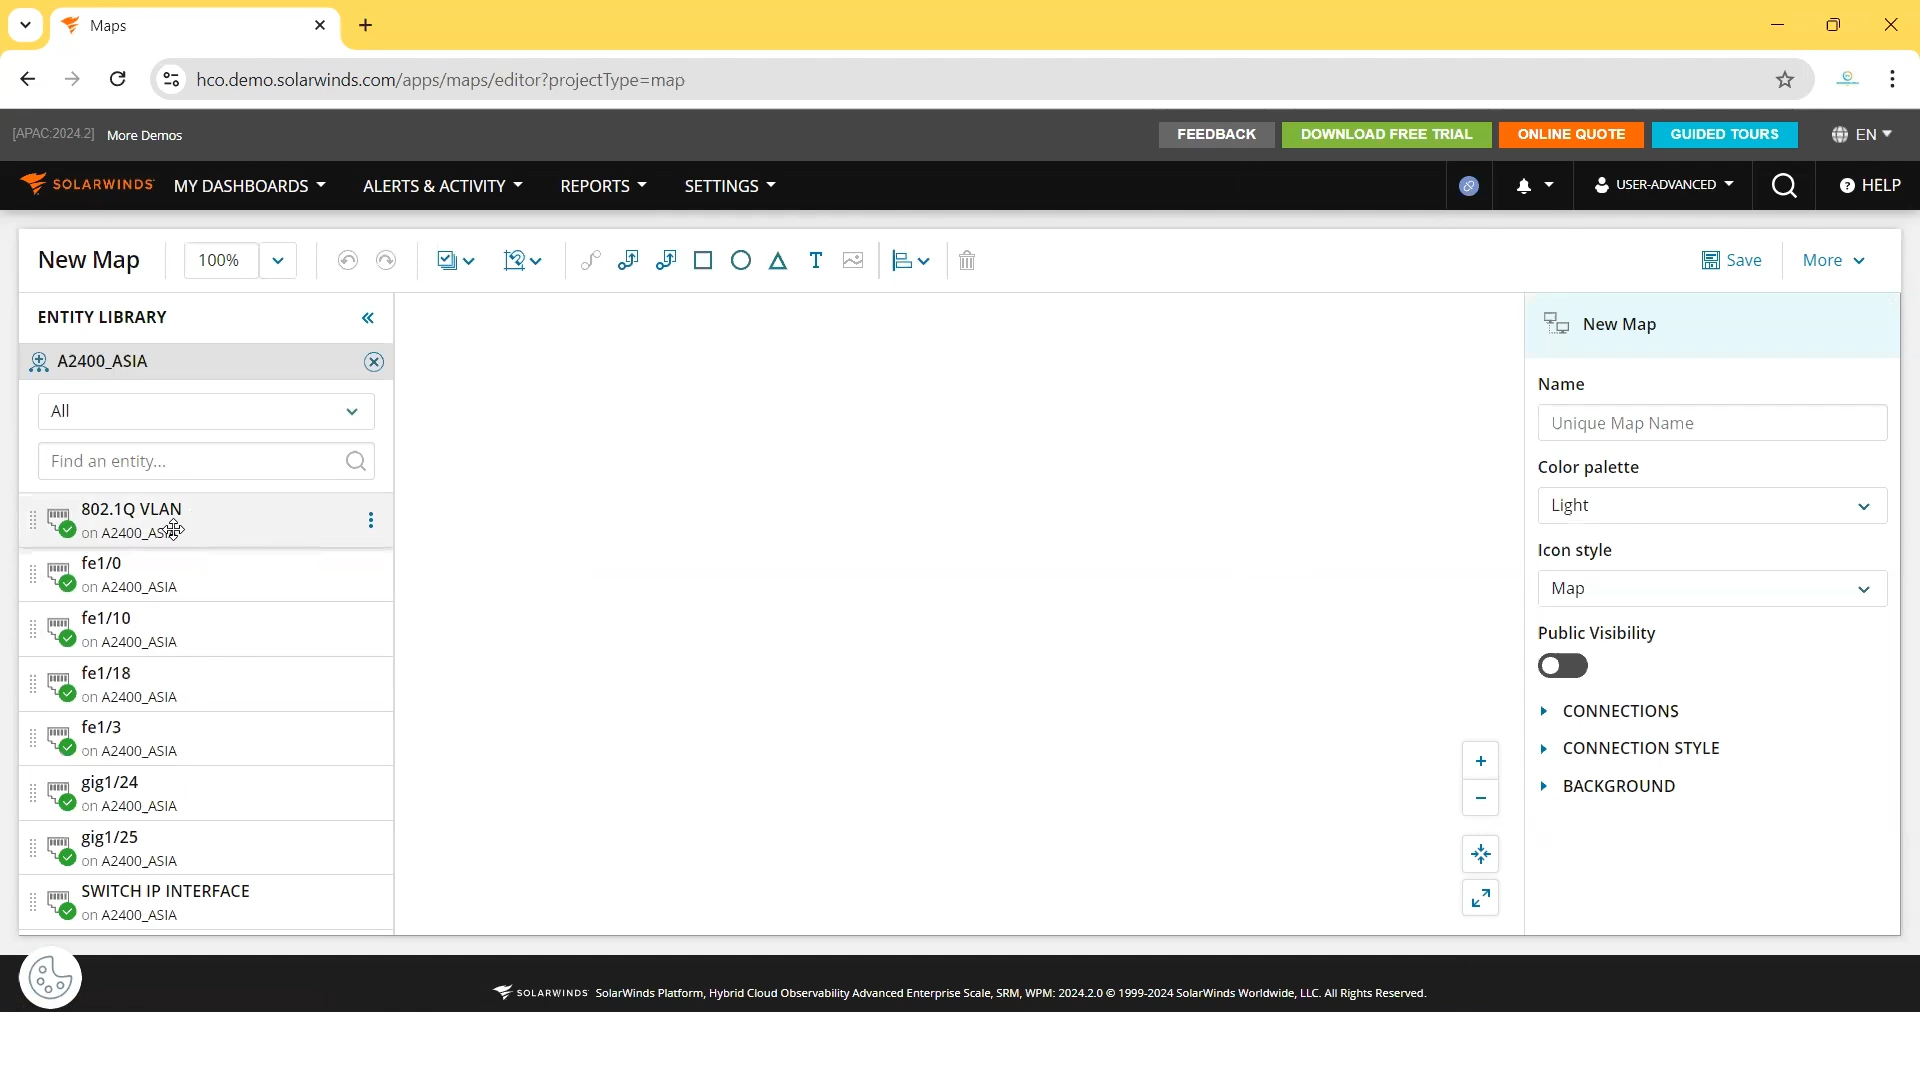 Maps
hco.demo.solarwinds.com/apps/maps/editor?projectType=map
[APAC:2024.2] More Demos FEEDBACK DOWNLOAD FREE TRIAL ONLINE QUOTE GUIDED TOURS EN
SOLARWINDS MY DASHBOARDS ALERTS & ACTIVITY REPORTS SETTINGS USER-ADVANCED HELP
New Map 100% T Save More
ENTITY LIBRARY
A2400_ASIA
All
Find an entity...
802.1Q VLAN
on A2400_ASIA
fe1/0
on A2400_ASIA
fe1/10
on A2400_ASIA
fe1/18
on A2400_ASIA
fe1/3
on A2400_ASIA
gig1/24
on A2400_ASIA
gig1/25
on A2400_ASIA
SWITCH IP INTERFACE
on A2400_ASIA
New Map
Name
Unique Map Name
Color palette
Light
Icon style
Map
Public Visibility
CONNECTIONS
CONNECTION STYLE
BACKGROUND
SOLARWINDS SolarWinds Platform, Hybrid Cloud Observability Advanced Enterprise Scale, SRM, WPM: 2024.2.0 © 1999-2024 SolarWinds Worldwide, LLC. All Rights Reserved.